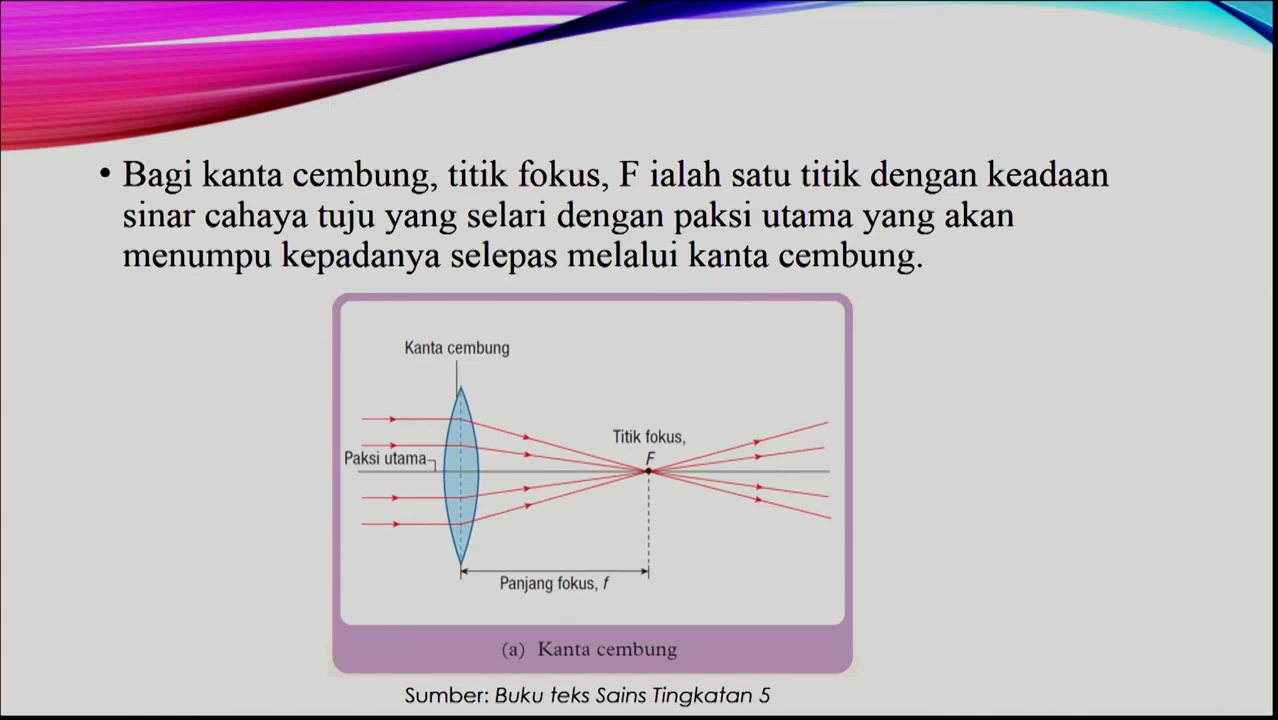 • Bagi kanta cembung, titik fokus, F ialah satu titik dengan keadaan
sinar cahaya tuju yang selari dengan paksi utama yang akan
menumpu kepadanya selepas melalui kanta cembung.
Kanta cembung
Titik fokus,
F
Paksi utama
Panjang fokus, f
(a) Kanta cembung
Sumber: Buku teks Sains Tingkatan 5